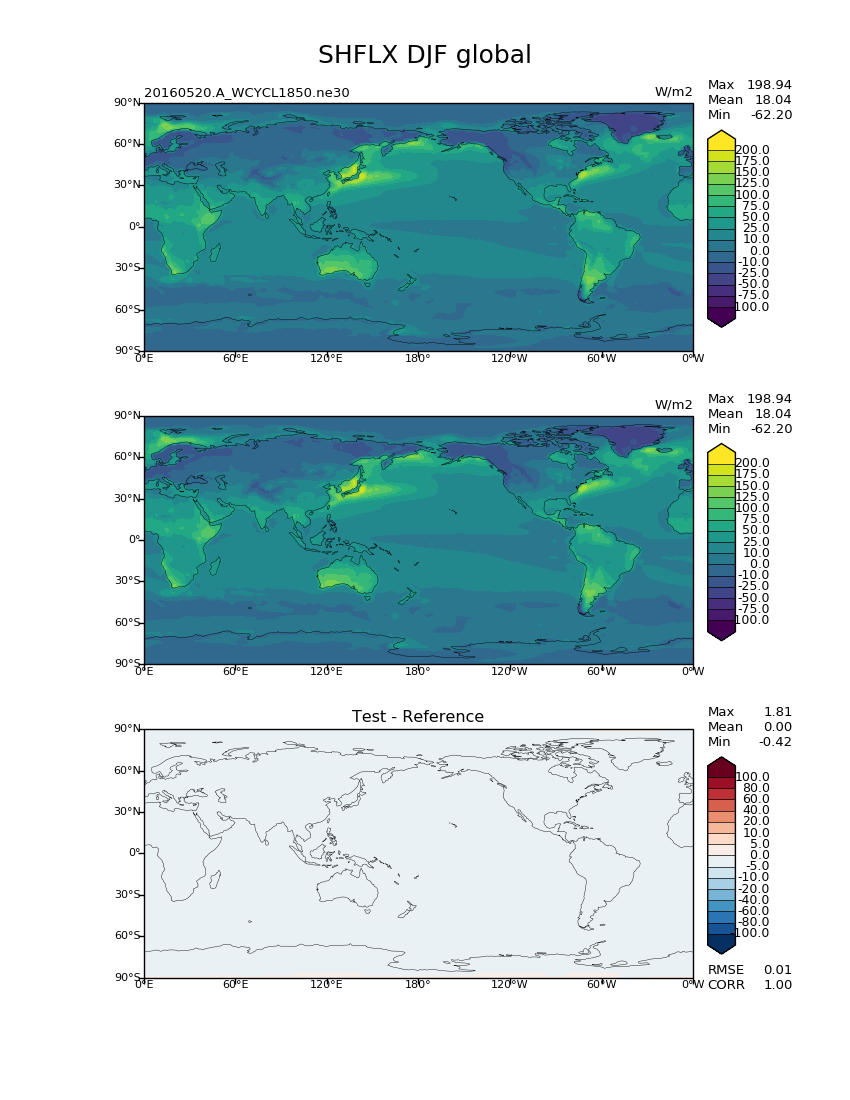 SHFLX DJF global
20160520.A_WCYCL1850.ne30 W/m2
Max 198.94
Mean 18.04
Min -62.20
90°N
60°N
30°N
0°
30°S
60°S
90°S
0°E 60°E 120°E 180° 120°W 60°W 0°W
200.0
175.0
150.0
125.0
100.0
75.0
50.0
25.0
10.0
0.0
-10.0
-25.0
-50.0
-75.0
100.0
W/m2
Max 198.94
Mean 18.04
Min -62.20
90°N
60°N
30°N
0°
30°S
60°S
90°S
0°E 60°E 120°E 180° 120°W 60°W 0°W
200.0
175.0
150.0
125.0
100.0
75.0
50.0
25.0
10.0
0.0
-10.0
-25.0
-50.0
-75.0
100.0
Test - Reference
Max 1.81
Mean 0.00
Min -0.42
90°N
60°N
30°N
0°
30°S
60°S
90°S
0°E 60°E 120°E 180° 120°W 60°W 0°W
100.0
80.0
60.0
40.0
20.0
10.0
5.0
0.0
-5.0
-10.0
-20.0
-40.0
-60.0
-80.0
-100.0
RMSE 0.01
CORR 1.00